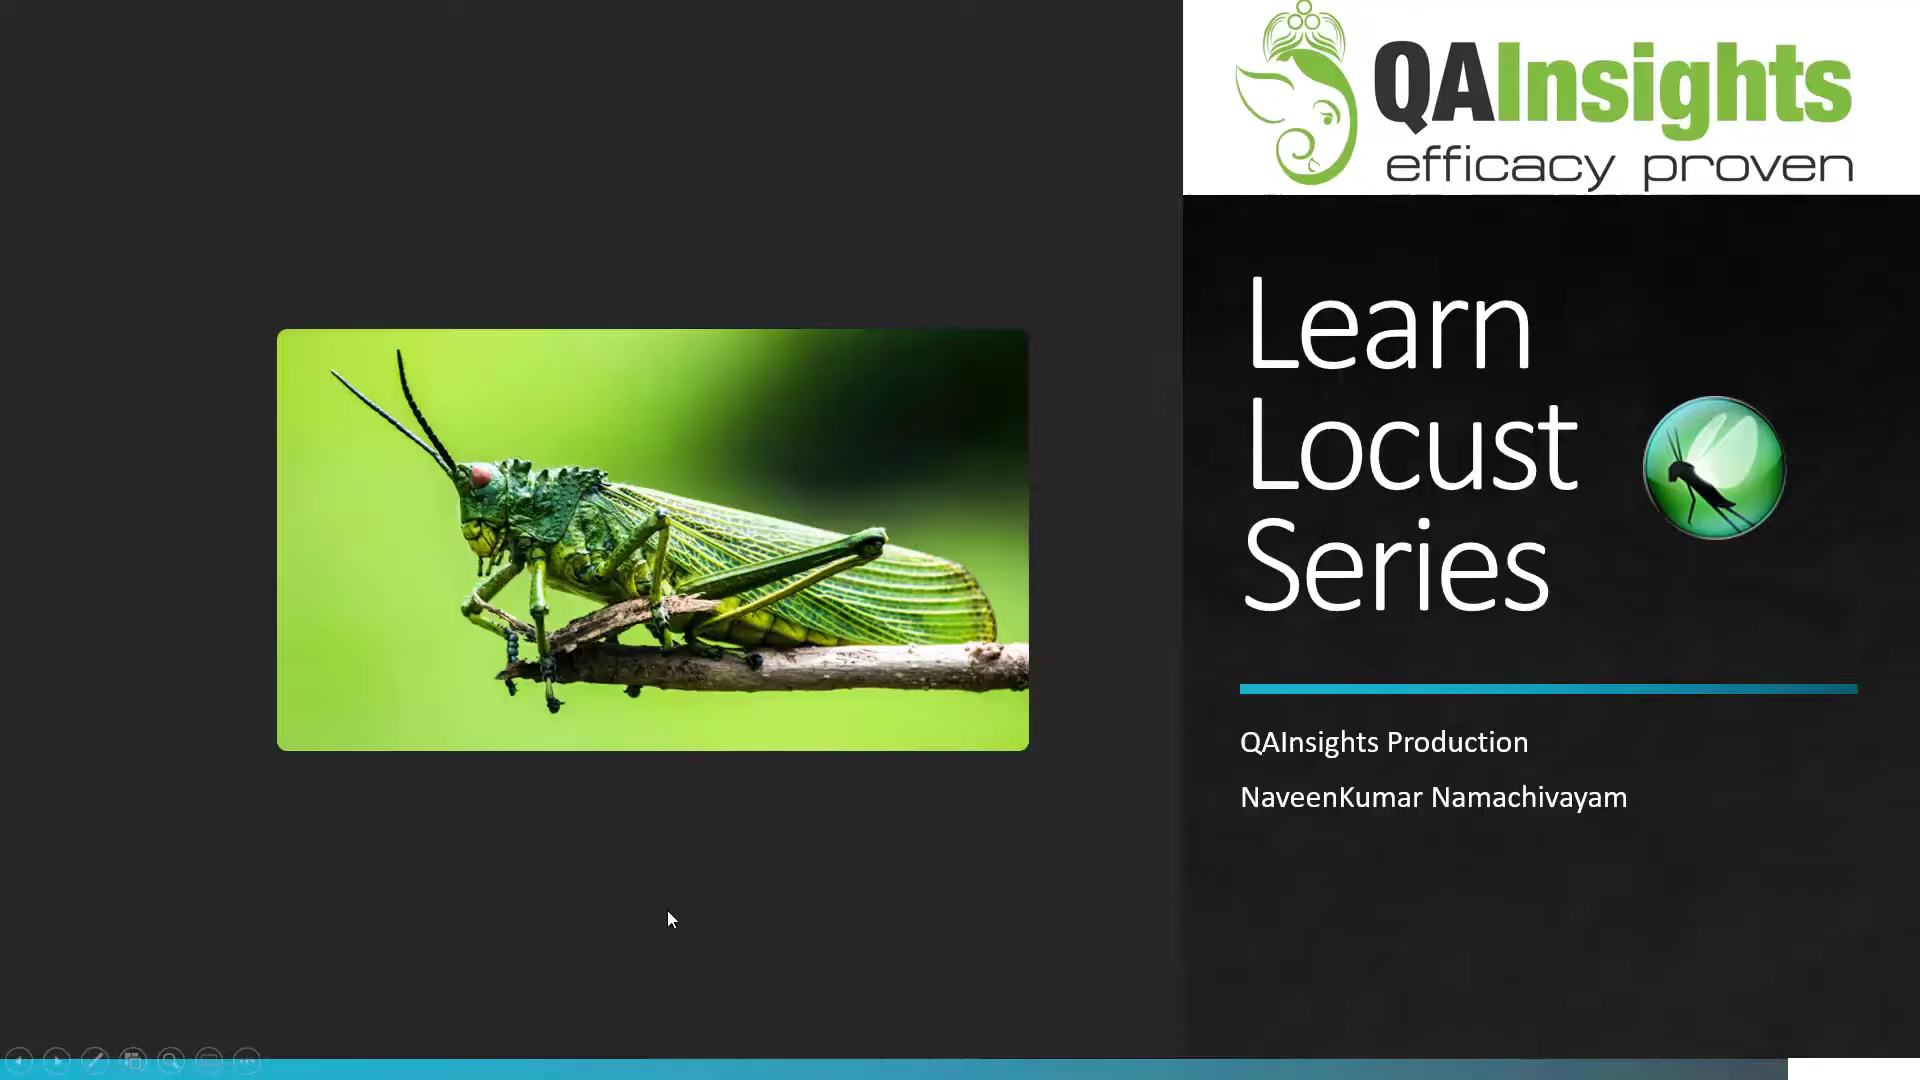 QAInsights
efficacy proven
Learn
Locust
Series
QAInsights Production
NaveenKumar Namachivayam